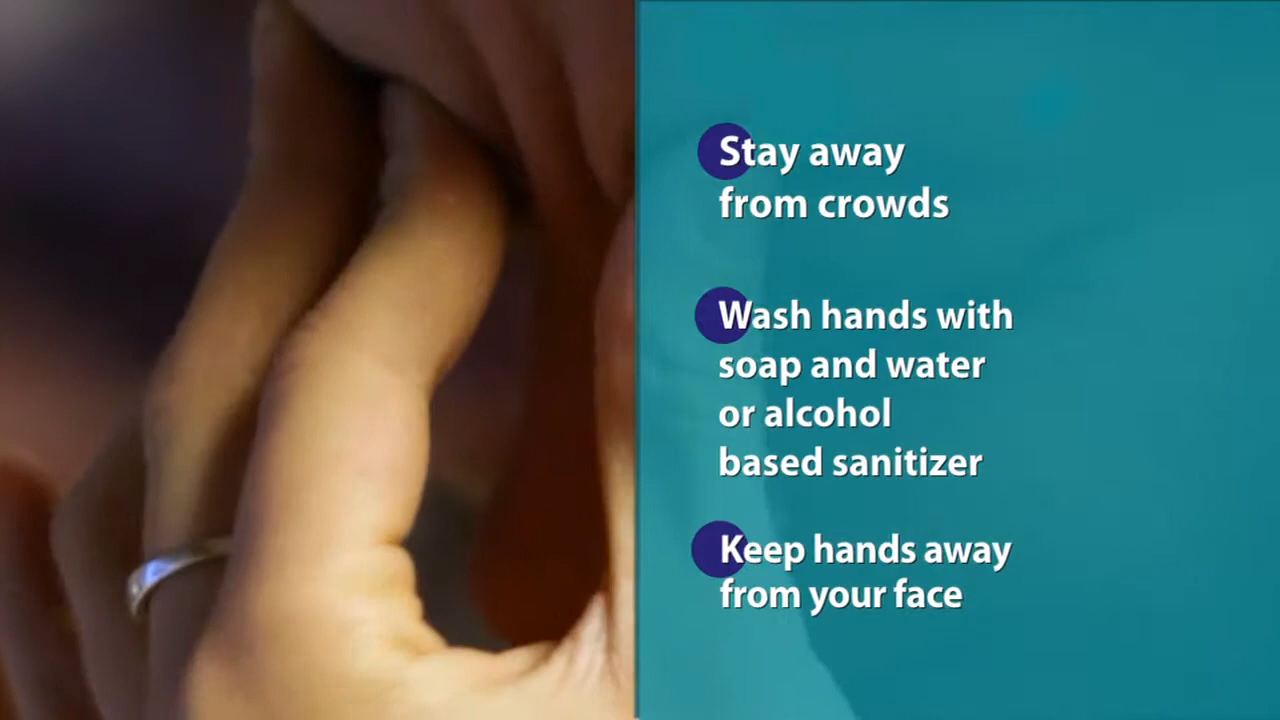 Stay away
from crowds
Wash hands with
soap and water
or alcohol
based sanitizer
Keep hands away
from your face